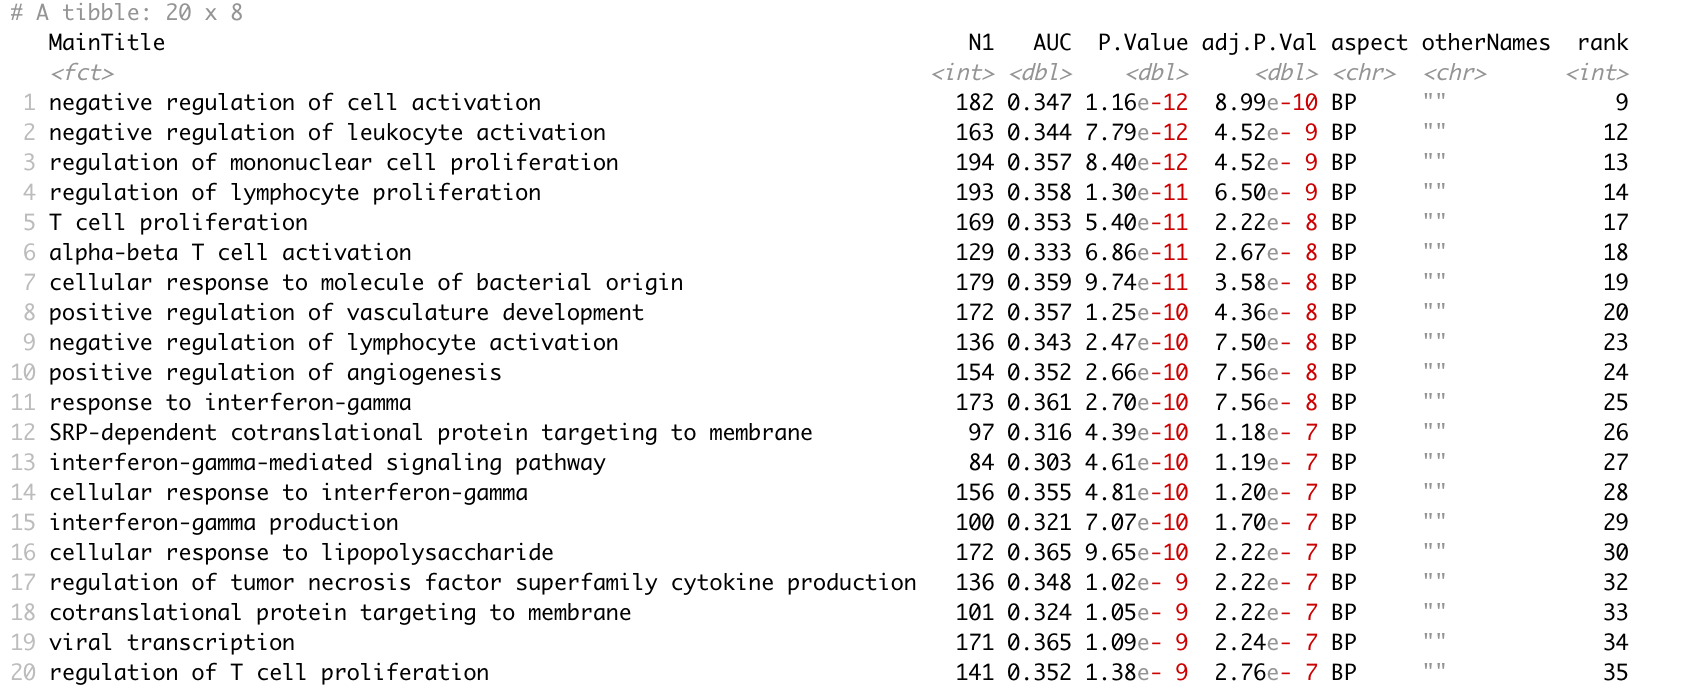 # A tibble: 20 x 8
MainTitle N1 AUC P.Value adj.P.Val aspect otherNames rank
<fct> <int> <dbl> <dbl> <dbl> <chr> <chr> <int>
1 negative regulation of cell activation 182 0.347 1.16e-12 8.99e-10 BP "" 9
2 negative regulation of leukocyte activation 163 0.344 7.79e-12 4.52e- 9 BP "" 12
3 regulation of mononuclear cell proliferation 194 0.357 8.40e-12 4.52e- 9 BP "" 13
4 regulation of lymphocyte proliferation 193 0.358 1.30e-11 6.50e- 9 BP "" 14
5 T cell proliferation 169 0.353 5.40e-11 2.22e- 8 BP "" 17
6 alpha-beta T cell activation 129 0.333 6.86e-11 2.67e- 8 BP "" 18
7 cellular response to molecule of bacterial origin 179 0.359 9.74e-11 3.58e- 8 BP "" 19
8 positive regulation of vasculature development 172 0.357 1.25e-10 4.36e- 8 BP "" 20
9 negative regulation of lymphocyte activation 136 0.343 2.47e-10 7.50e- 8 BP "" 23
10 positive regulation of angiogenesis 154 0.352 2.66e-10 7.56e- 8 BP "" 24
11 response to interferon-gamma 173 0.361 2.70e-10 7.56e- 8 BP "" 25
12 SRP-dependent cotranslational protein targeting to membrane 97 0.316 4.39e-10 1.18e- 7 BP "" 26
13 interferon-gamma-mediated signaling pathway 84 0.303 4.61e-10 1.19e- 7 BP "" 27
14 cellular response to interferon-gamma 156 0.355 4.81e-10 1.20e- 7 BP "" 28
15 interferon-gamma production 100 0.321 7.07e-10 1.70e- 7 BP "" 29
16 cellular response to lipopolysaccharide 172 0.365 9.65e-10 2.22e- 7 BP "" 30
17 regulation of tumor necrosis factor superfamily cytokine production 136 0.348 1.02e- 9 2.22e- 7 BP "" 32
18 cotranslational protein targeting to membrane 101 0.324 1.05e- 9 2.22e- 7 BP "" 33
19 viral transcription 171 0.365 1.09e- 9 2.24e- 7 BP "" 34
20 regulation of T cell proliferation 141 0.352 1.38e- 9 2.76e- 7 BP "" 35